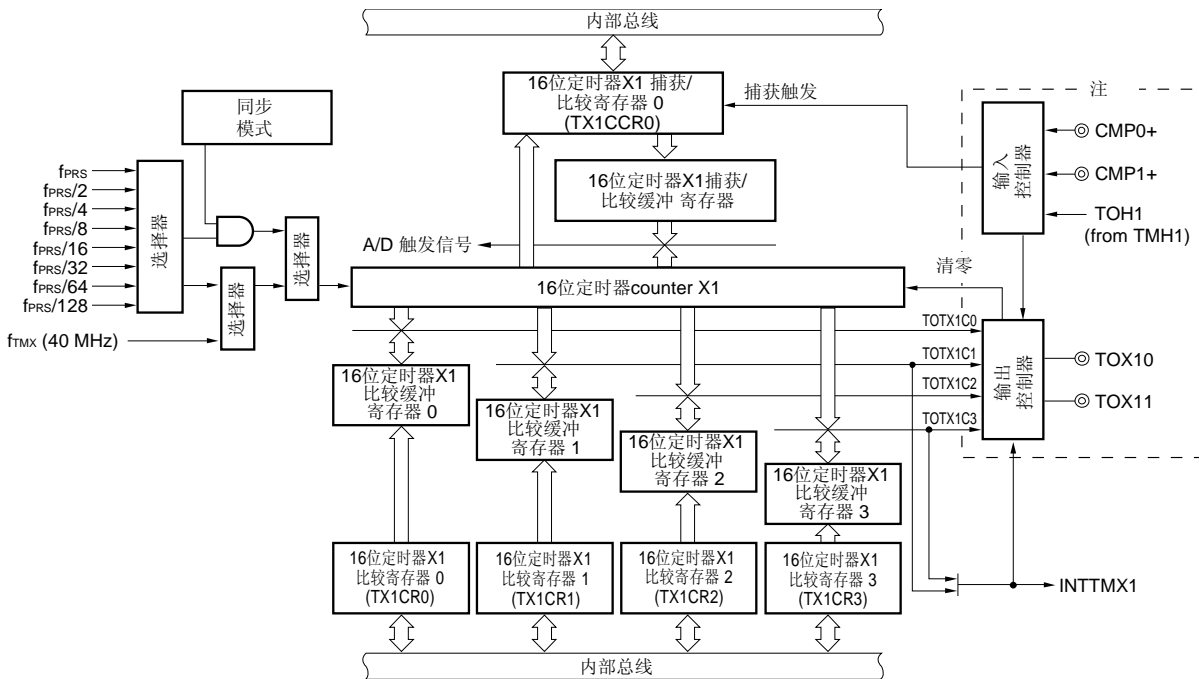 内部总线
16位定时器X1 捕获/
比较寄存器 0
(TX1CCR0)
捕获触发
注
同步
模式
输入
控制器
CMP0+
CMP1+
TOH1
(from TMH1)
fPRS
fPRS/2
fPRS/4
fPRS/8
fPRS/16
fPRS/32
fPRS/64
fPRS/128
fTMX (40 MHz)
选择器
选择器
选择器
16位定时器X1捕获/
比较缓冲 寄存器
A/D 触发信号
清零
16位定时器counter X1
TOTX1C0
TOTX1C1
TOTX1C2
TOTX1C3
输出
控制器
TOX10
TOX11
16位定时器X1
比较缓冲
寄存器 0
16位定时器X1
比较缓冲
寄存器 1
16位定时器X1
比较缓冲
寄存器 2
16位定时器X1
比较缓冲
寄存器 3
16位定时器X1
比较寄存器 0
(TX1CR0)
16位定时器X1
比较寄存器 1
(TX1CR1)
16位定时器X1
比较寄存器 2
(TX1CR2)
16位定时器X1
比较寄存器 3
(TX1CR3)
INTTMX1
内部总线